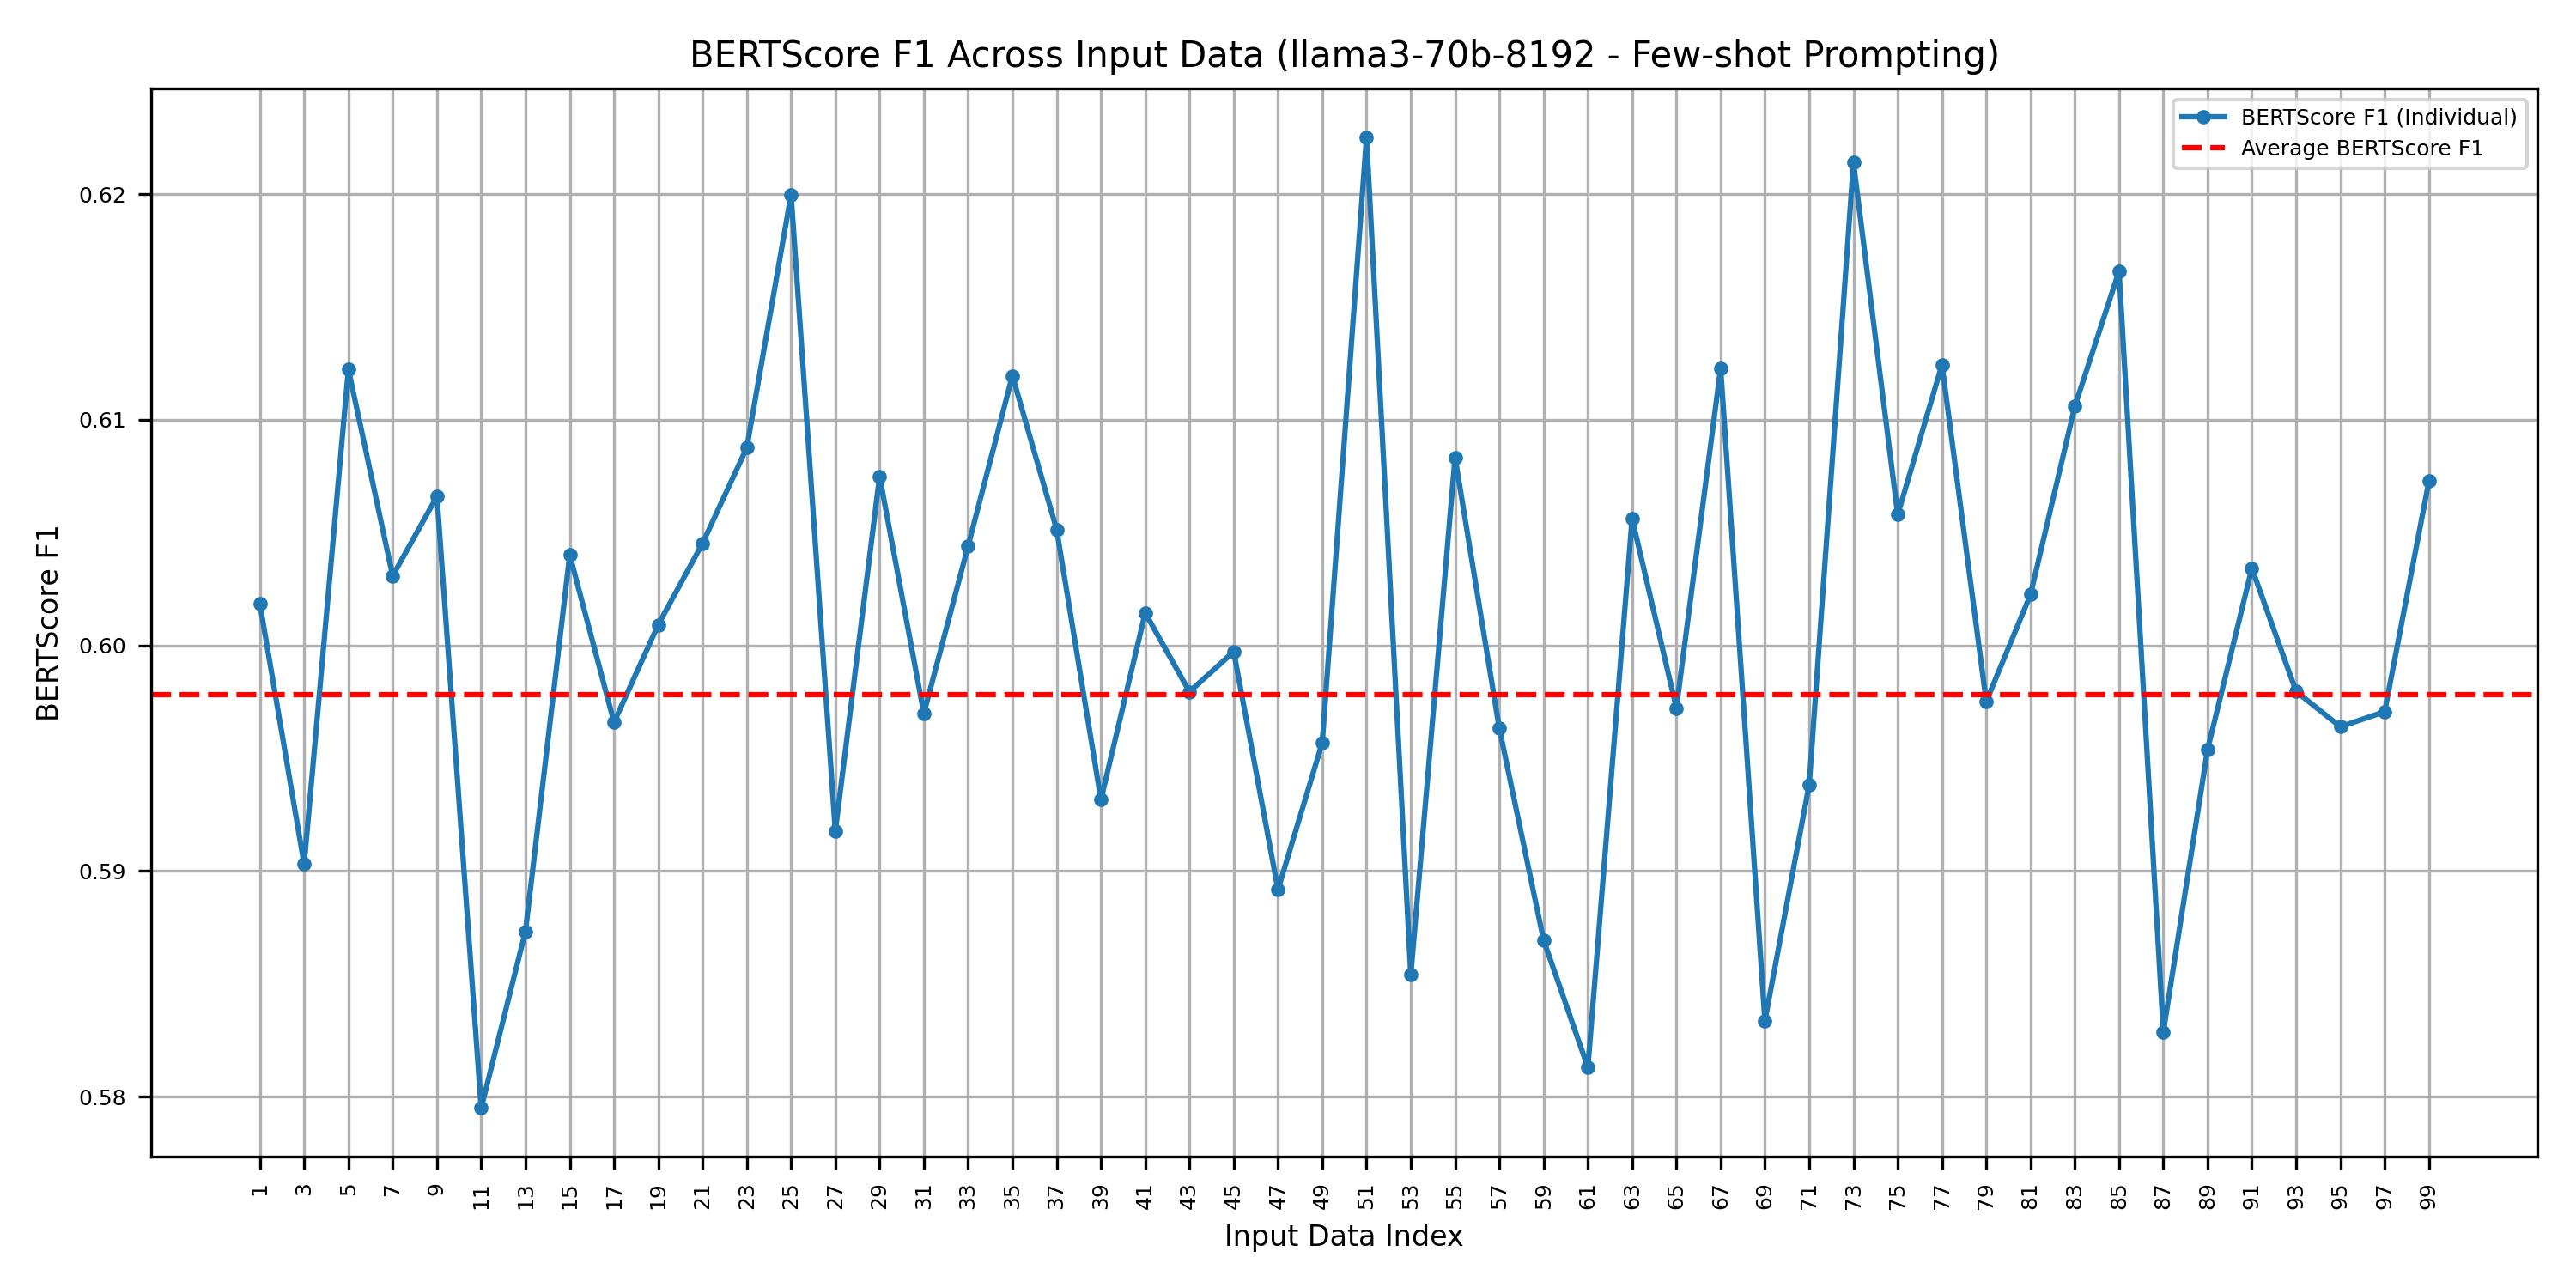 BERTScore F1 Across Input Data (llama3-70b-8192 - Few-shot Prompting)
BERTScore F1 (Individual)
Average BERTScore F1
BERTScore F1
0.62
0.61
0.60
0.59
0.58
1 3 5 7 9 11 13 15 17 19 21 23 25 27 29 31 33 35 37 39 41 43 45 47 49 51 53 55 57 59 61 63 65 67 69 71 73 75 77 79 81 83 85 87 89 91 93 95 97 99
Input Data Index